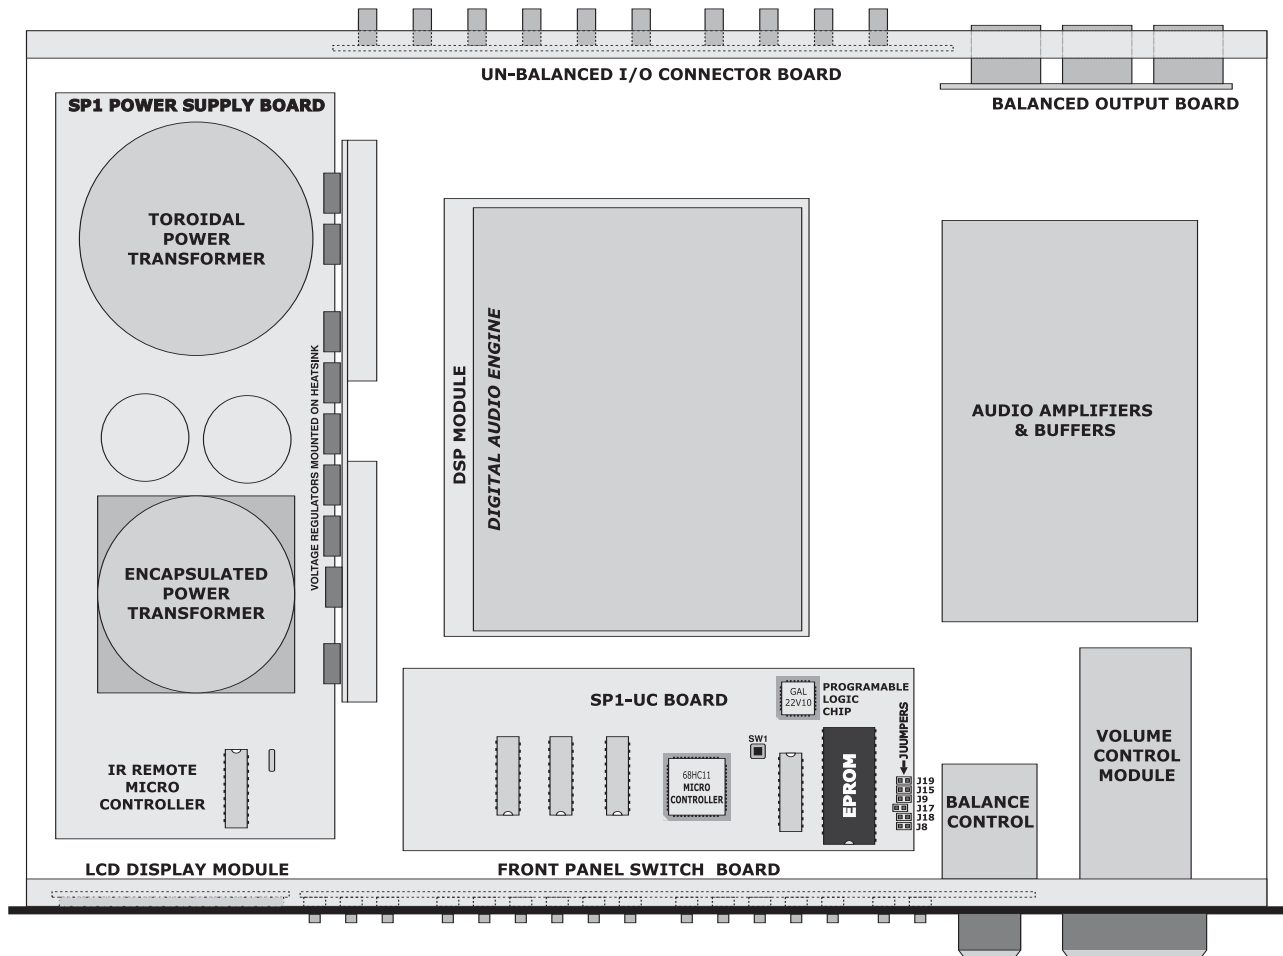 UN-BALANCED I/O CONNECTOR BOARD
BALANCED OUTPUT BOARD
SP1 POWER SUPPLY BOARD
TOROIDAL
POWER
TRANSFORMER
VOLTAGE REGULATORS MOUNTED ON HEATSINK
DSP MODULE
DIGITAL AUDIO ENGINE
AUDIO AMPLIFIERS
& BUFFERS
ENCAPSULATED
POWER
TRANSFORMER
SP1-UC BOARD
GAL
22V10
PROGRAMABLE
LOGIC
CHIP
JUUMPERS
SW1
68HC11
MICRO
CONTROLLER
EPROM
J19
J15
J9
J17
J18
J8
IR REMOTE
MICRO
CONTROLLER
BALANCE
CONTROL
VOLUME
CONTROL
MODULE
LCD DISPLAY MODULE
FRONT PANEL SWITCH BOARD